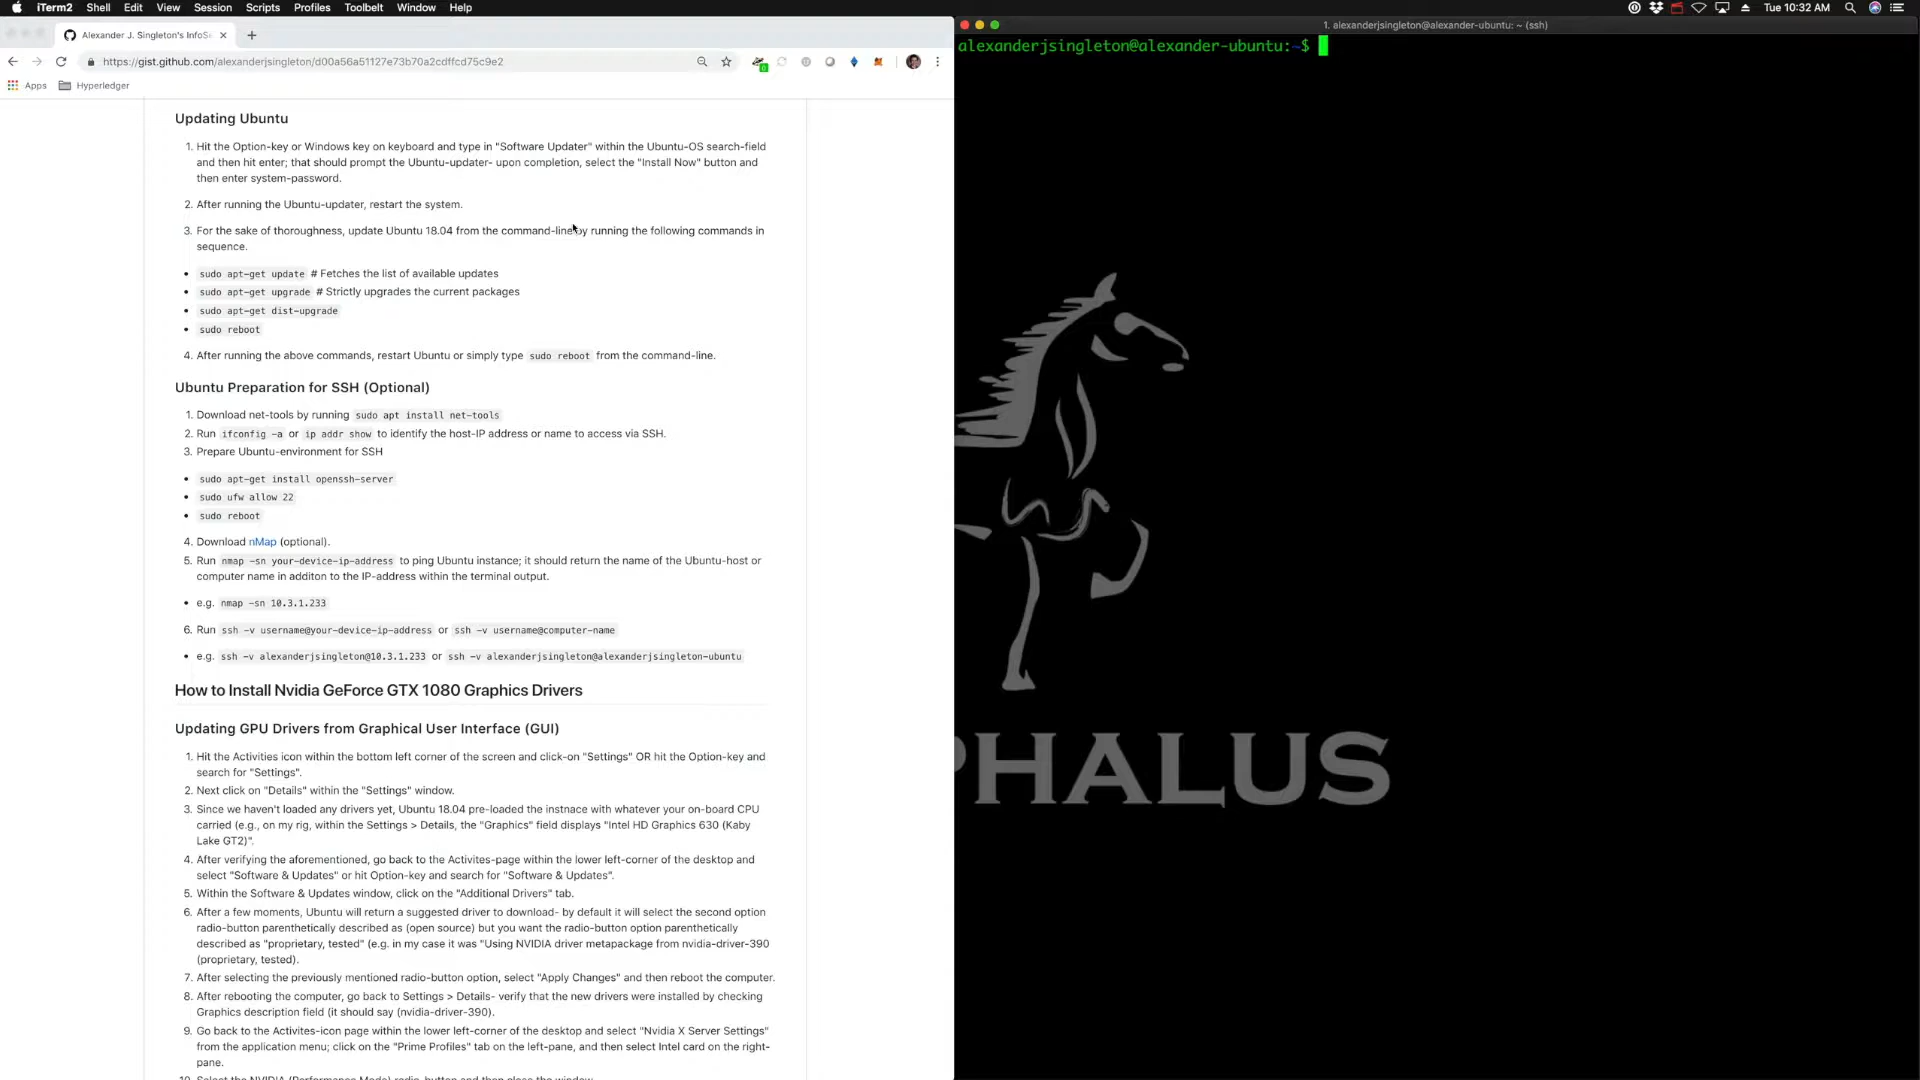 iTerm2 Shell Edit View Session Scripts Profiles Toolbelt Window Help
Tue 10:32 AM
Alexander J. Singleton's InfoS
https://gist.github.com/alexanderjsingleton/d00a56a51127e73b70a2cdffcd75c9e2
Apps Hyperledger
Updating Ubuntu
1. Hit the Option-key or Windows key on keyboard and type in "Software Updater" within the Ubuntu-OS search-field
and then hit enter; that should prompt the Ubuntu-updater- upon completion, select the "Install Now" button and
then enter system-password.
2. After running the Ubuntu-updater, restart the system.
3. For the sake of thoroughness, update Ubuntu 18.04 from the command-line by running the following commands in
sequence.
• sudo apt-get update # Fetches the list of available updates
• sudo apt-get upgrade # Strictly upgrades the current packages
• sudo apt-get dist-upgrade
• sudo reboot
4. After running the above commands, restart Ubuntu or simply type sudo reboot from the command-line.
Ubuntu Preparation for SSH (Optional)
1. Download net-tools by running sudo apt install net-tools
2. Run ifconfig -a or ip addr show to identify the host-IP address or name to access via SSH.
3. Prepare Ubuntu-environment for SSH
• sudo apt-get install openssh-server
• sudo ufw allow 22
• sudo reboot
4. Download nMap (optional).
5. Run nmap -sn your-device-ip-address to ping Ubuntu instance; it should return the name of the Ubuntu-host or
computer name in additon to the IP-address within the terminal output.
• e.g. nmap -sn 10.3.1.233
6. Run ssh -v username@your-device-ip-address or ssh -v username@computer-name
• e.g. ssh -v alexanderjsingleton@10.3.1.233 or ssh -v alexanderjsingleton@alexanderjsingleton-ubuntu
How to Install Nvidia GeForce GTX 1080 Graphics Drivers
Updating GPU Drivers from Graphical User Interface (GUI)
1. Hit the Activities icon within the bottom left corner of the screen and click-on "Settings" OR hit the Option-key and
search for "Settings".
2. Next click on "Details" within the "Settings" window.
3. Since we haven't loaded any drivers yet, Ubuntu 18.04 pre-loaded the instnace with whatever your on-board CPU
carried (e.g., on my rig, within the Settings > Details, the "Graphics" field displays "Intel HD Graphics 630 (Kaby
Lake GT2)".
4. After verifying the aforementioned, go back to the Activites-page within the lower left-corner of the desktop and
select "Software & Updates" or hit Option-key and search for "Software & Updates".
5. Within the Software & Updates window, click on the "Additional Drivers" tab.
6. After a few moments, Ubuntu will return a suggested driver to download- by default it will select the second option
radio-button parenthetically described as (open source) but you want the radio-button option parenthetically
described as "proprietary, tested" (e.g. in my case it was "Using NVIDIA driver metapackage from nvidia-driver-390
(proprietary, tested).
7. After selecting the previously mentioned radio-button option, select "Apply Changes" and then reboot the computer.
8. After rebooting the computer, go back to Settings > Details- verify that the new drivers were installed by checking
Graphics description field (it should say (nvidia-driver-390).
9. Go back to the Activites-icon page within the lower left-corner of the desktop and select "Nvidia X Server Settings"
from the application menu; click on the "Prime Profiles" tab on the left-pane, and then select Intel card on the right-
pane.
10. Select the NVIDIA (Performance Mode) radio-button and then close the window.
1. alexanderjsingleton@alexander-ubuntu: ~ (ssh)
alexanderjsingleton@alexander-ubuntu:~$
PHALUS